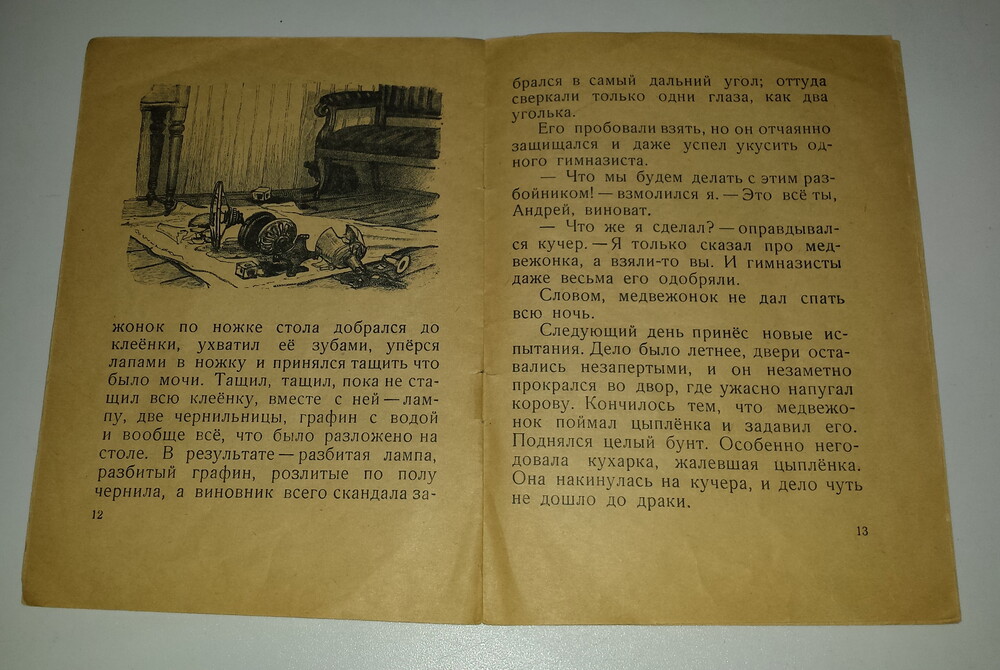 жонок по ножке стола добрался до
клеёнки, ухватил её зубами, упёрся
лапами в ножку и принялся тащить что
было мочи. Тащил, тащил, пока не ста-
щил всю клеёнку, вместе с ней — лам-
пу, две чернильницы, графин с водой
и вообще всё, что было разложено на
столе. В результате — разбитая лампа,
разбитый графин, розлитые по полу
чернила, а виновник всего скандала за-
12
брался в самый дальний угол; оттуда
сверкали только одни глаза, как два
уголька.
Его пробовали взять, но он отчаянно
защищался и даже успел укусить од-
ного гимназиста.
— Что мы будем делать с этим раз-
бойником! — взмолился я. — Это всё ты,
Андрей, виноват.
— Что же я сделал? — оправдывал-
ся кучер. — Я только сказал про мед-
вежонка, а взяли-то вы. И гимназисты
даже весьма его одобряли.
Словом, медвежонок не дал спать
всю ночь.
Следующий день принёс новые ис-
пытания. Дело было летнее, двери оста-
вались незапертыми, и он незаметно
прокрался во двор, где ужасно напугал
корову. Кончилось тем, что медвежо-
нок поймал цыплёнка и задавил его.
Поднялся целый бунт. Особенно него-
довала кухарка, жалевшая цыплёнка.
Она накинулась на кучера, и дело чуть
не дошло до драки.
13